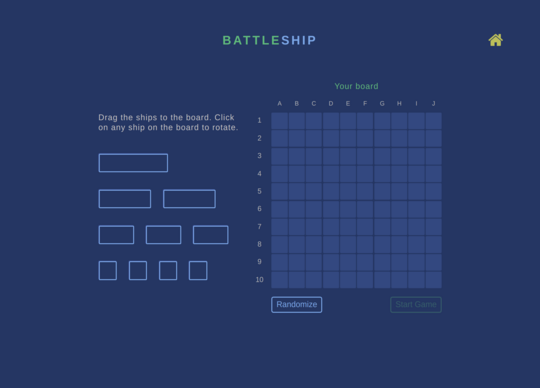 BATTLESHIP
Your board
A B C D E F G H I J
Drag the ships to the board. Click
on any ship on the board to rotate.
1
2
3
4
5
6
7
8
9
10
Randomize
Start Game